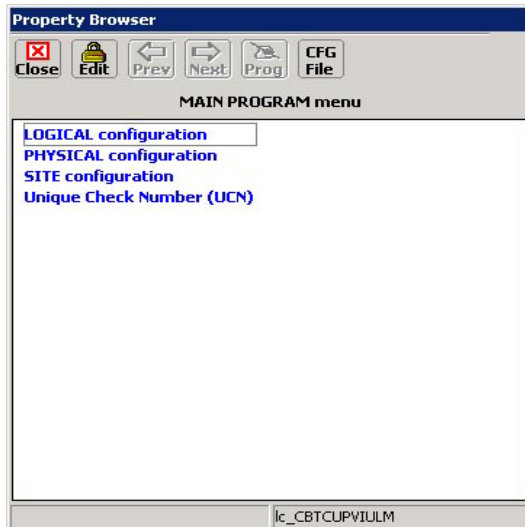 Property Browser
Close Edit Prev Next Prog CFG File
MAIN PROGRAM menu
LOGICAL configuration
PHYSICAL configuration
SITE configuration
Unique Check Number (UCN)
lc_CBTCUPVIULM